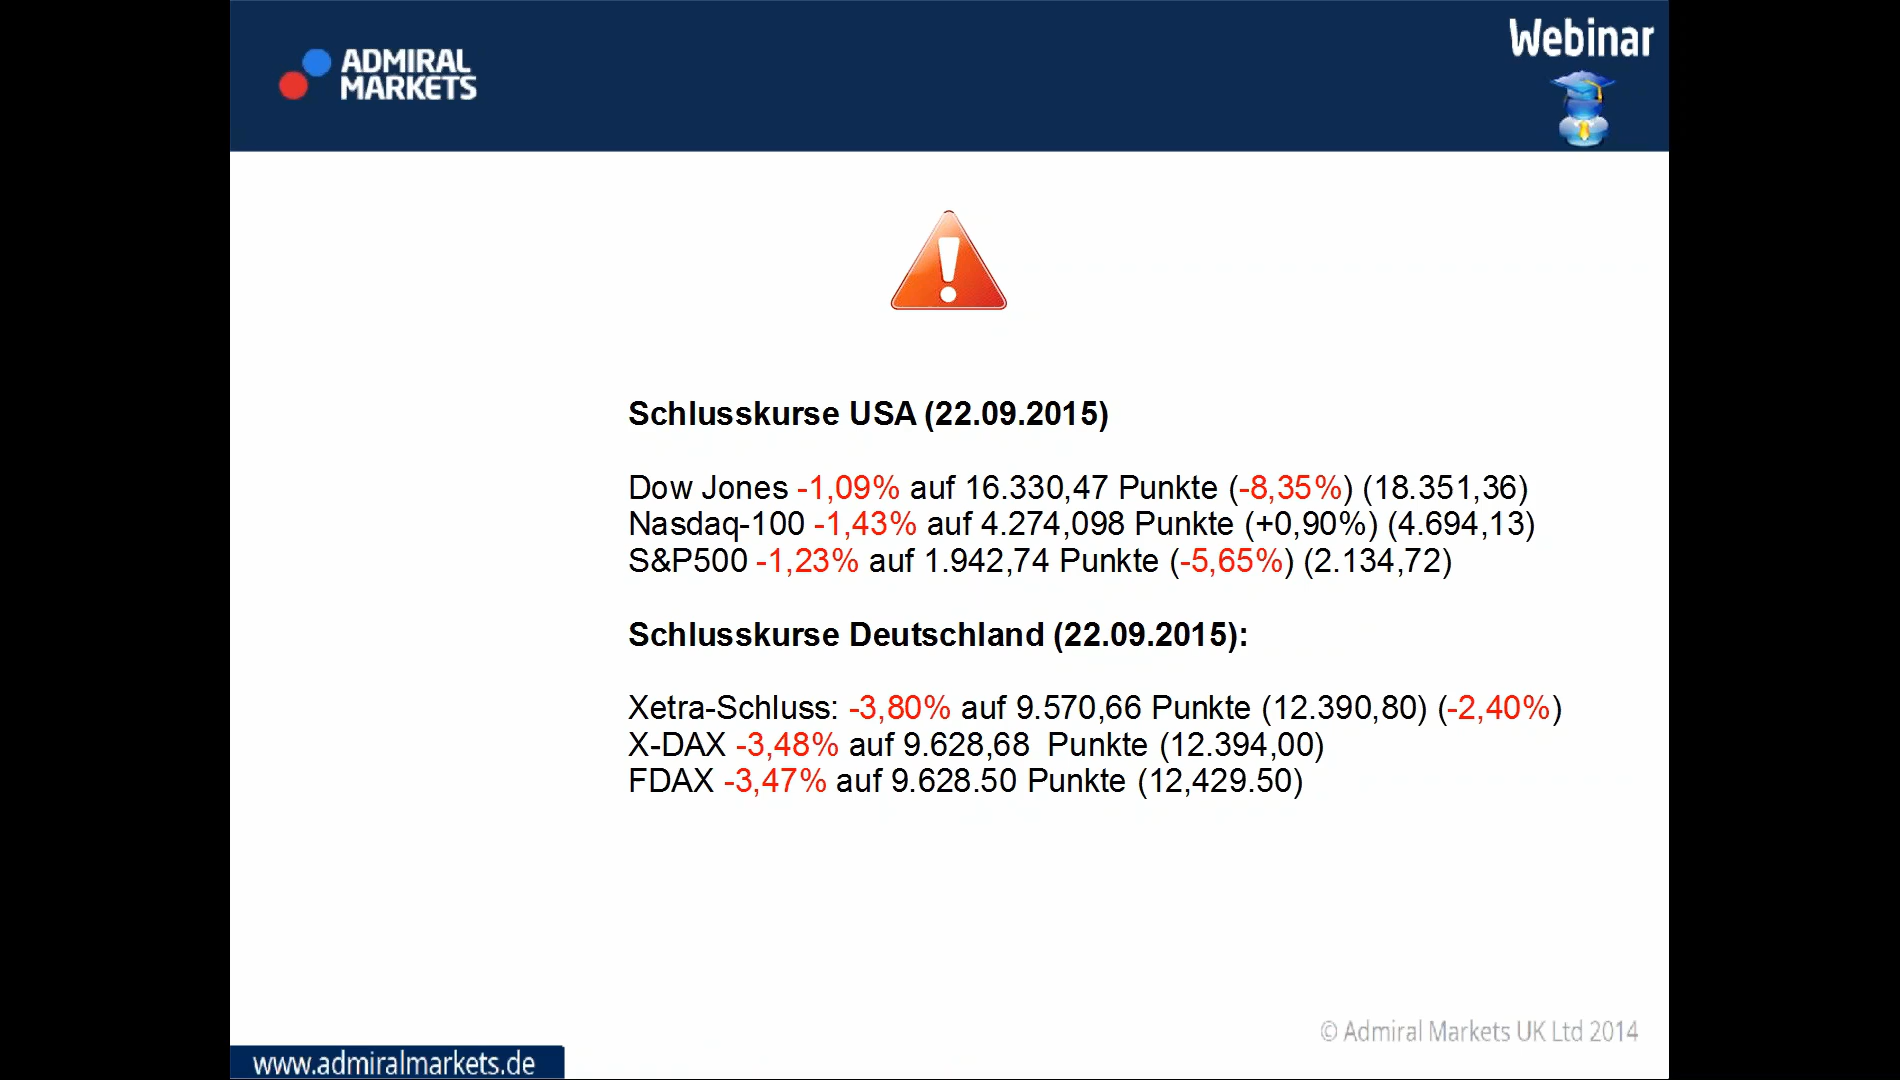 ADMIRAL
MARKETS
Webinar
Schlusskurse USA (22.09.2015)
Dow Jones -1,09% auf 16.330,47 Punkte (-8,35%) (18.351,36)
Nasdaq-100 -1,43% auf 4.274,098 Punkte (+0,90%) (4.694,13)
S&P500 -1,23% auf 1.942,74 Punkte (-5,65%) (2.134,72)
Schlusskurse Deutschland (22.09.2015):
Xetra-Schluss: -3,80% auf 9.570,66 Punkte (12.390,80) (-2,40%)
X-DAX -3,48% auf 9.628,68  Punkte (12.394,00)
FDAX -3,47% auf 9.628.50 Punkte (12,429.50)
© Admiral Markets UK Ltd 2014
www.admiralmarkets.de